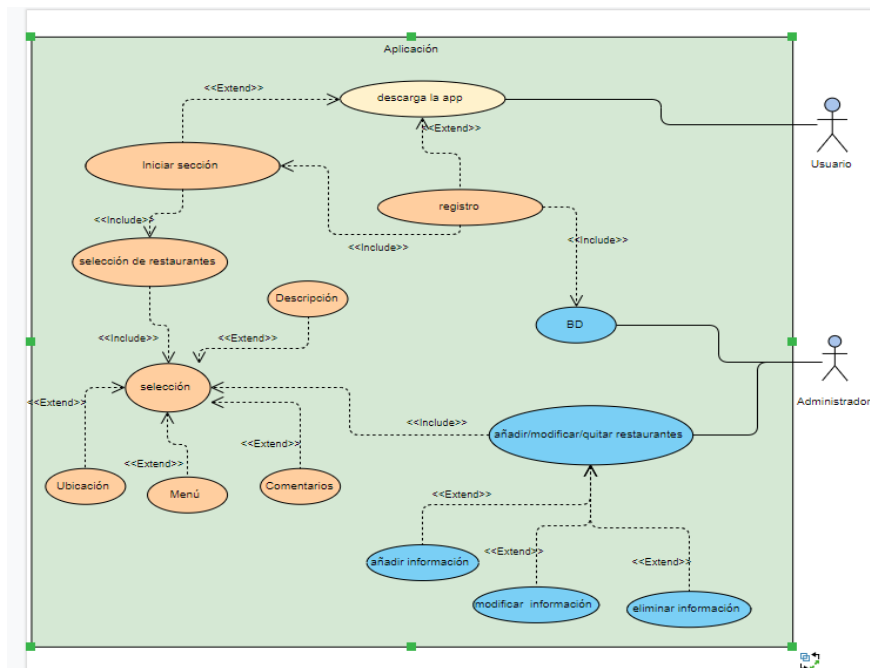 Aplicación
<<Extend>>
descarga la app
<<Extend>>
Usuario
Iniciar sección
registro
<<Include>>
<<Include>>
<<Include>>
selección de restaurantes
Descripción
BD
<<Include>>
<<Extend>>
selección
Administrador
<<Extend>>
<<Include>>
añadir/modificar/quitar restaurantes
<<Extend>>
<<Extend>>
Ubicación
Menú
Comentarios
<<Extend>>
añadir información
<<Extend>>
<<Extend>>
modificar información
eliminar información